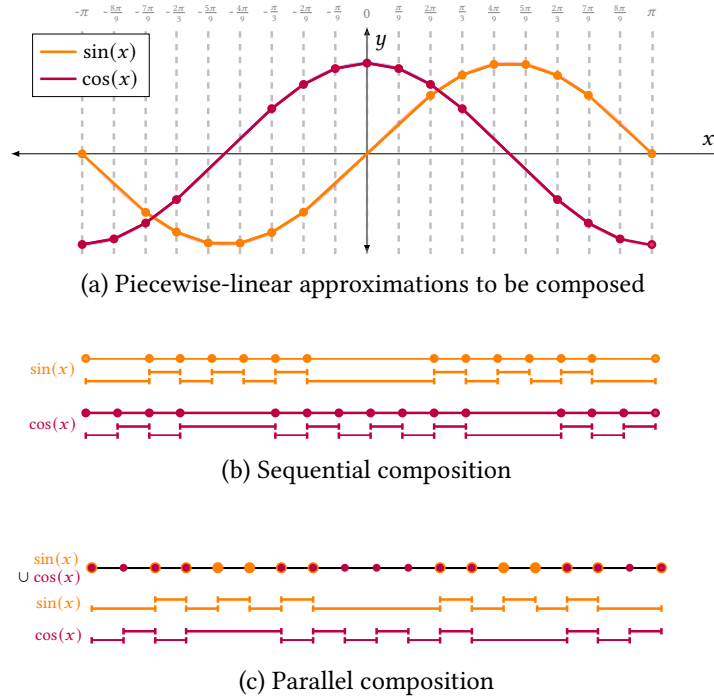 -π -8π/9 -7π/9 -2π/3 -5π/9 -4π/9 -π/3 -2π/9 -π/9 0 π/9 2π/9 π/3 4π/9 5π/9 2π/3 7π/9 8π/9 π
y
sin(x)
cos(x)
x
(a) Piecewise-linear approximations to be composed
sin(x)
cos(x)
(b) Sequential composition
sin(x)
∪ cos(x)
sin(x)
cos(x)
(c) Parallel composition